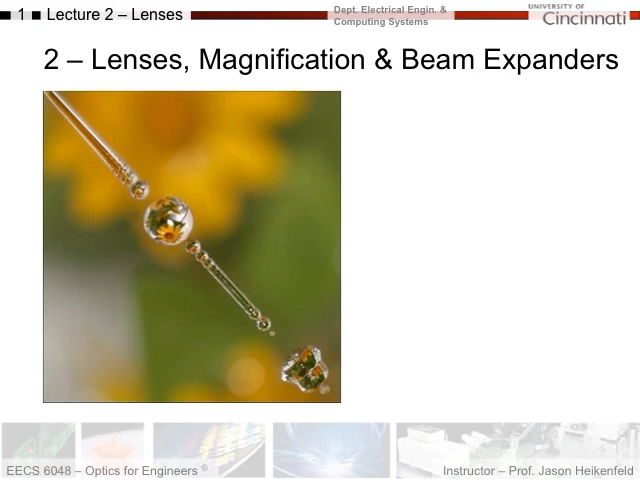 1 ■ Lecture 2 – Lenses
Dept. Electrical Engin. &
Computing Systems
UNIVERSITY OF
Cincinnati
2 – Lenses, Magnification & Beam Expanders
EECS 6048 – Optics for Engineers ©
Instructor – Prof. Jason Heikenfeld